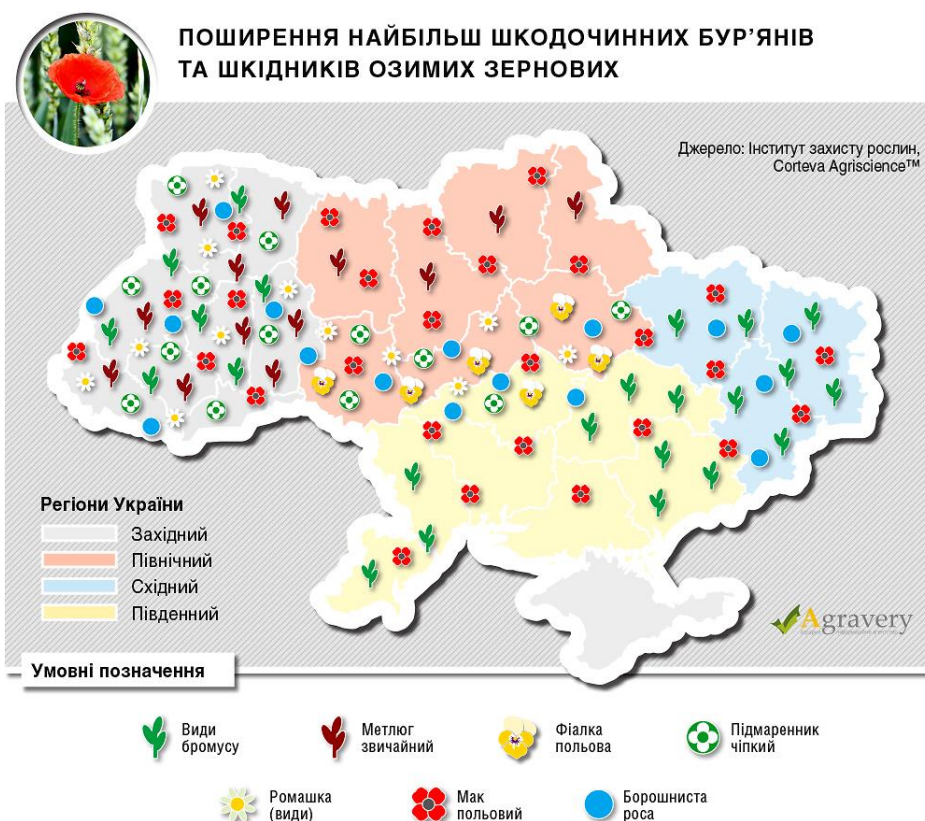 ПОШИРЕННЯ НАЙБІЛЬШ ШКОДОЧИННИХ БУР’ЯНІВ
ТА ШКІДНИКІВ ОЗИМИХ ЗЕРНОВИХ
Джерело: Інститут захисту рослин,
Corteva Agriscience™
Регіони України
Західний
Північний
Східний
Південний
Agravery
Умовні позначення
Види
бромусу
Метлюг
звичайний
Фіалка
польова
Підмаренник
чіпкий
Ромашка
(види)
Мак
польовий
Борошниста
роса